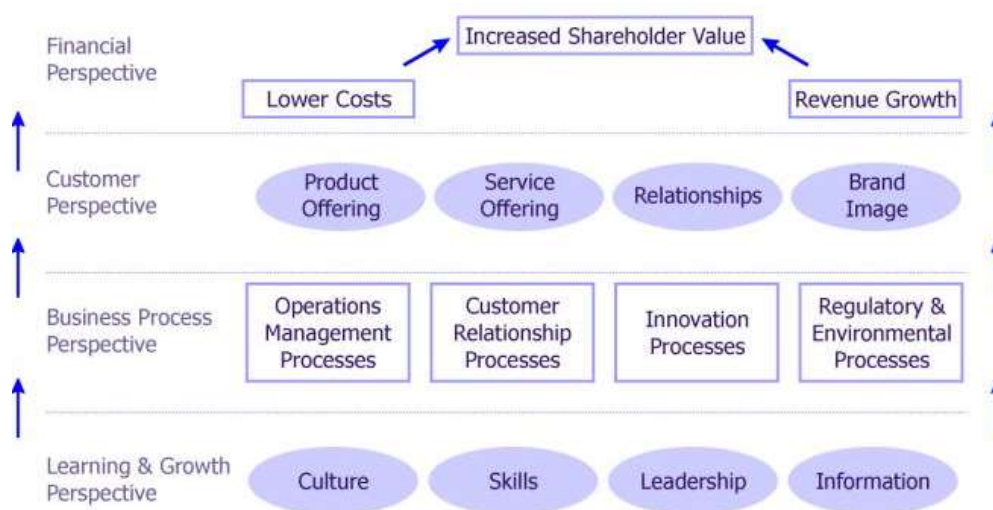 Financial
Perspective
Increased Shareholder Value
Lower Costs
Revenue Growth
Customer
Perspective
Product
Offering
Service
Offering
Relationships
Brand
Image
Business Process
Perspective
Operations
Management
Processes
Customer
Relationship
Processes
Innovation
Processes
Regulatory &
Environmental
Processes
Learning & Growth
Perspective
Culture
Skills
Leadership
Information